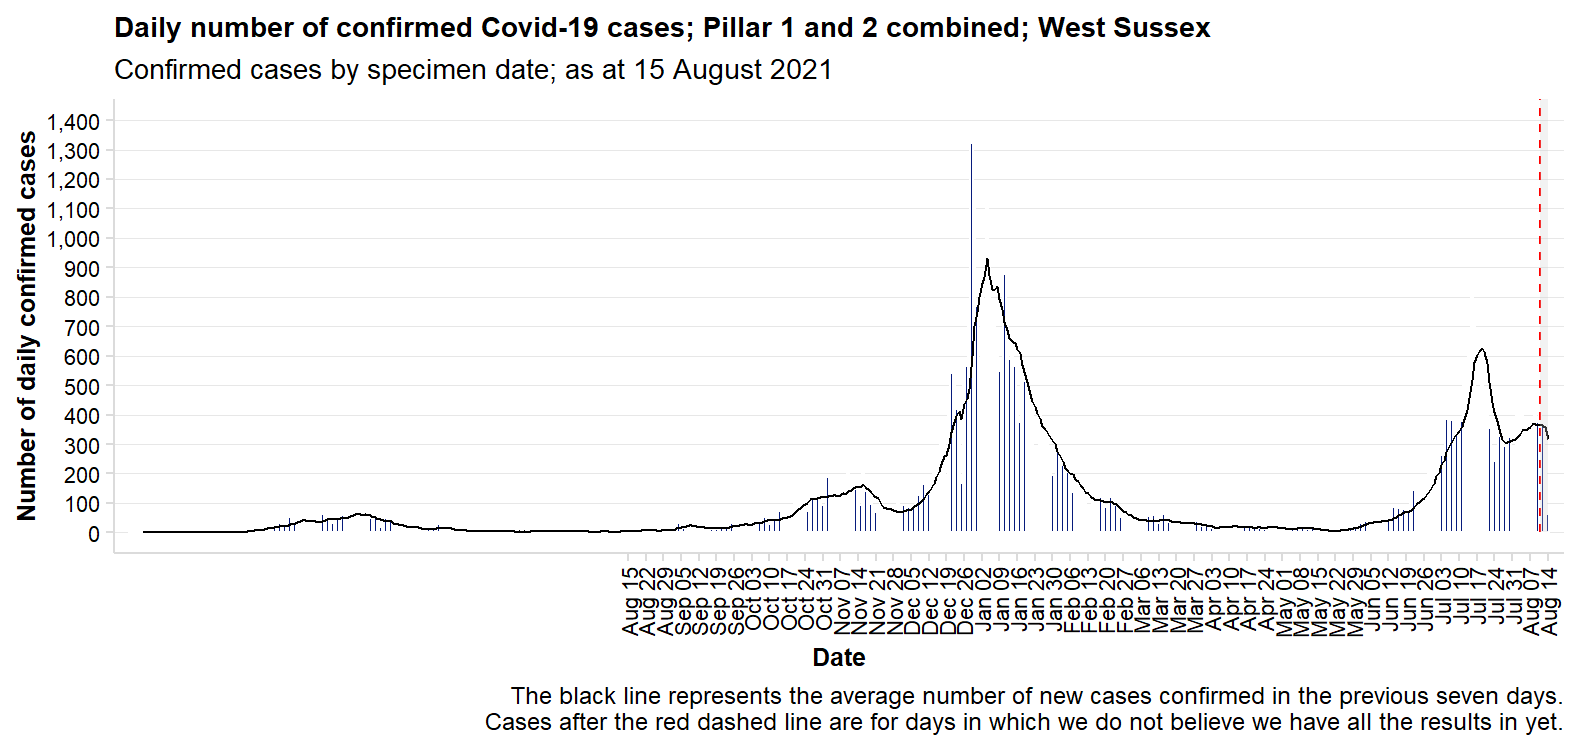 Daily number of confirmed Covid-19 cases; Pillar 1 and 2 combined; West Sussex
Confirmed cases by specimen date; as at 15 August 2021
Number of daily confirmed cases
1,400
1,300
1,200
1,100
1,000
900
800
700
600
500
400
300
200
100
0
Aug 15
Aug 22
Aug 29
Sep 05
Sep 12
Sep 19
Sep 26
Oct 03
Oct 10
Oct 17
Oct 24
Oct 31
Nov 07
Nov 14
Nov 21
Nov 28
Dec 05
Dec 12
Dec 19
Dec 26
Jan 02
Jan 09
Jan 16
Jan 23
Jan 30
Feb 06
Feb 13
Feb 20
Feb 27
Mar 06
Mar 13
Mar 20
Mar 27
Apr 03
Apr 10
Apr 17
Apr 24
May 01
May 08
May 15
May 22
May 29
Jun 05
Jun 12
Jun 19
Jun 26
Jul 03
Jul 10
Jul 17
Jul 24
Jul 31
Aug 07
Aug 14
Date
The black line represents the average number of new cases confirmed in the previous seven days.
Cases after the red dashed line are for days in which we do not believe we have all the results in yet.